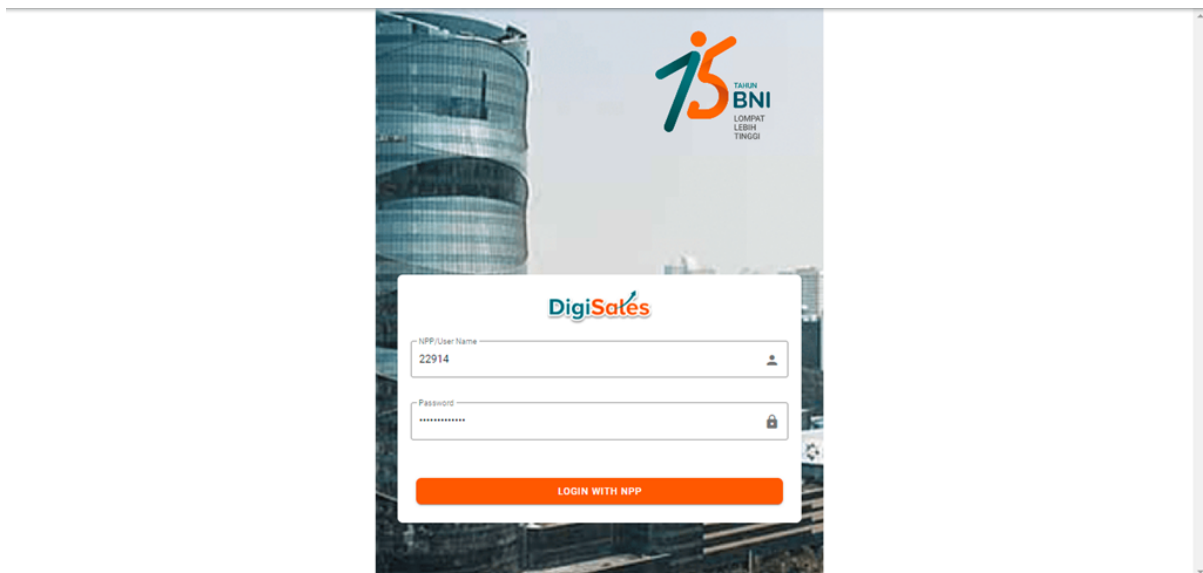 75
TAHUN
BNI
LOMPAT
LEBIH
TINGGI
DigiSales
NPP/User Name
22914
Password
•••••••••••••
LOGIN WITH NPP